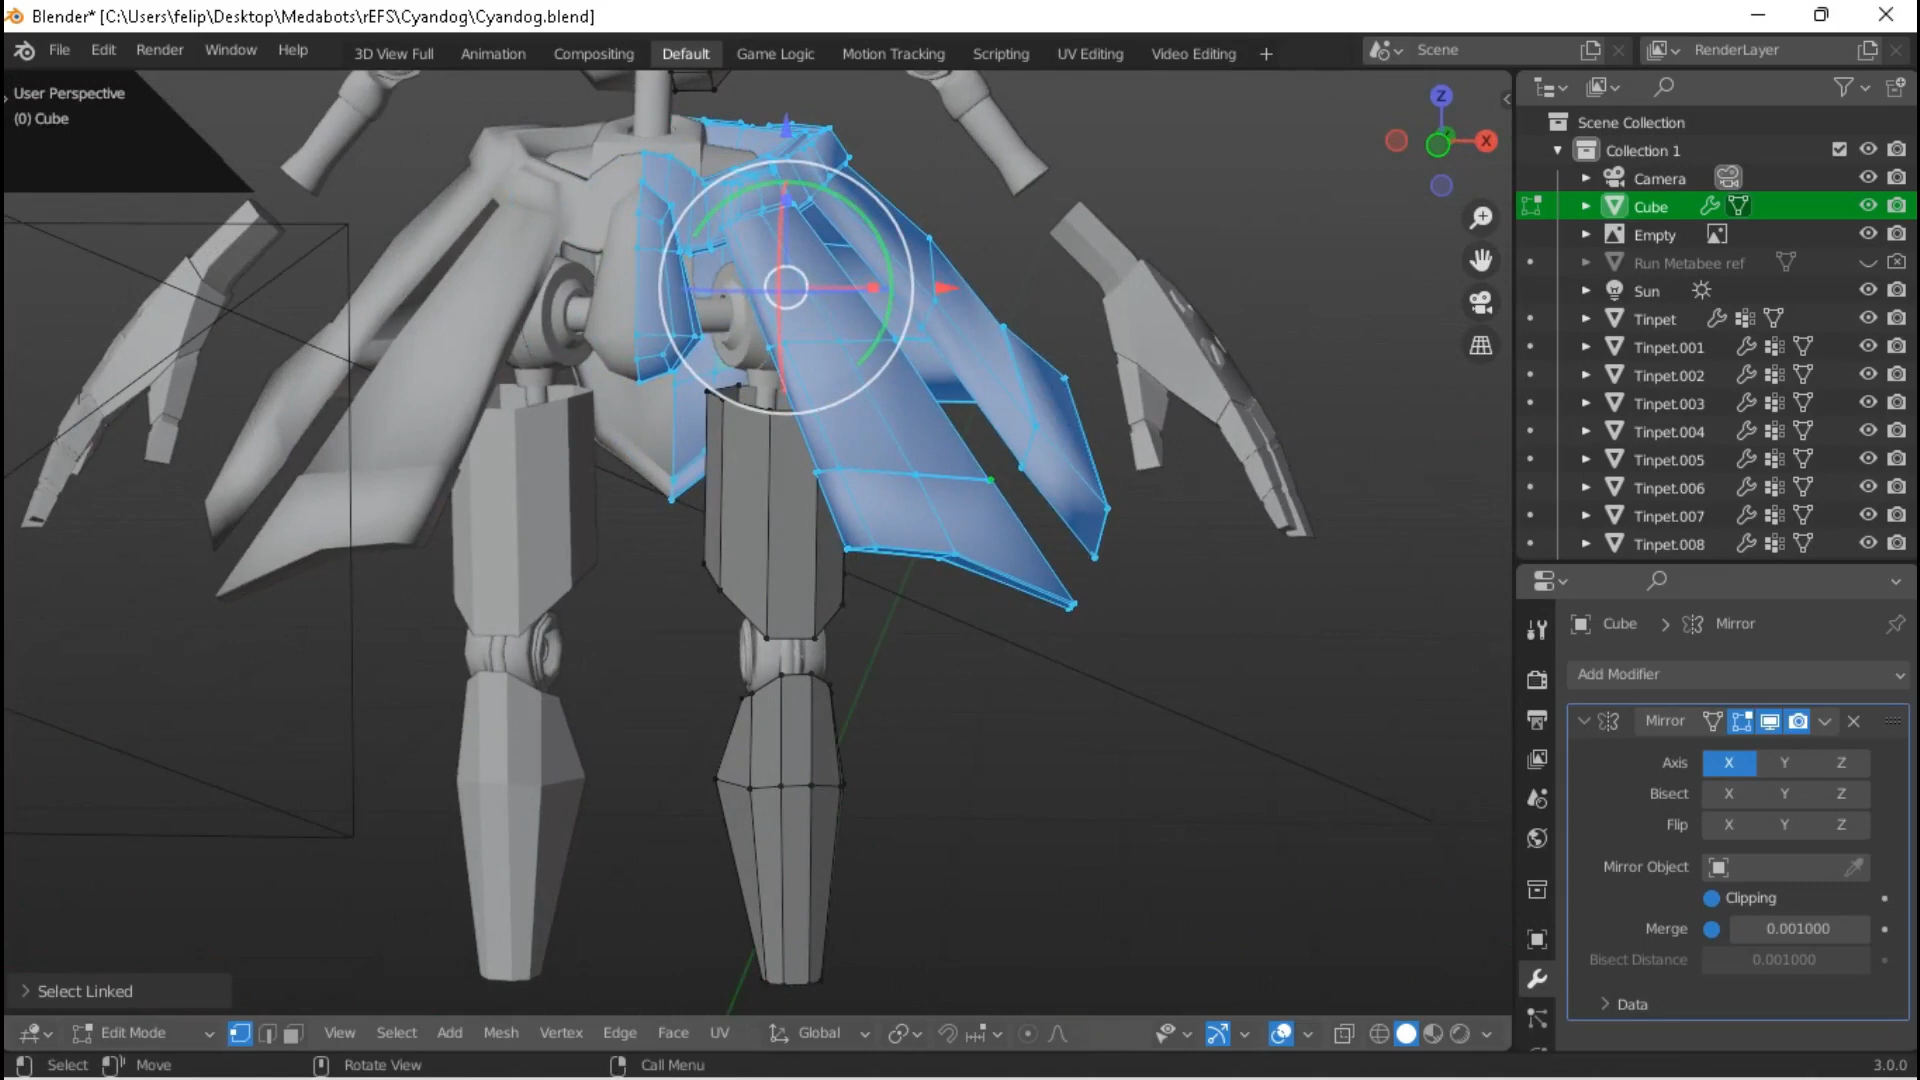 Blender* [C:\Users\felip\Desktop\Medabots\rEFS\Cyandog\Cyandog.blend]
File Edit Render Window Help 3D View Full Animation Compositing Default Game Logic Motion Tracking Scripting UV Editing Video Editing + Scene RenderLayer
User Perspective
(0) Cube
Z
X
Scene Collection
Collection 1
Camera
Cube
Empty
Run Metabee ref
Sun
Tinpet
Tinpet.001
Tinpet.002
Tinpet.003
Tinpet.004
Tinpet.005
Tinpet.006
Tinpet.007
Tinpet.008
Cube > Mirror
Add Modifier
Mirror
Axis X Y Z
Bisect X Y Z
Flip X Y Z
Mirror Object
Clipping
Merge 0.001000
Bisect Distance 0.001000
Data
Select Linked
Edit Mode View Select Add Mesh Vertex Edge Face UV Global
Select Move Rotate View Call Menu 3.0.0